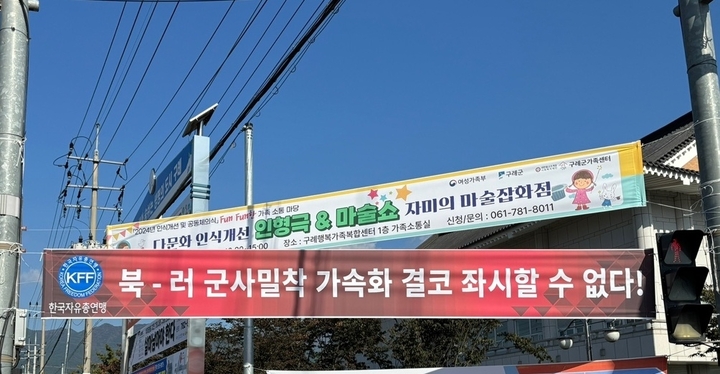 「2024년 인식개선 및 공동체의식」 Fun Fun한 가족 소통 마당
여성가족부 구례군 구례군가족센터
다문화 인식개선 인형극 & 마술쇼 자미의 마술잡화점
장소 : 구례행복가족복합센터 1층 가족소통실 신청/문의 : 061-781-8011
KFF
한국자유총연맹
북 - 러 군사밀착 가속화 결코 좌시할 수 없다!